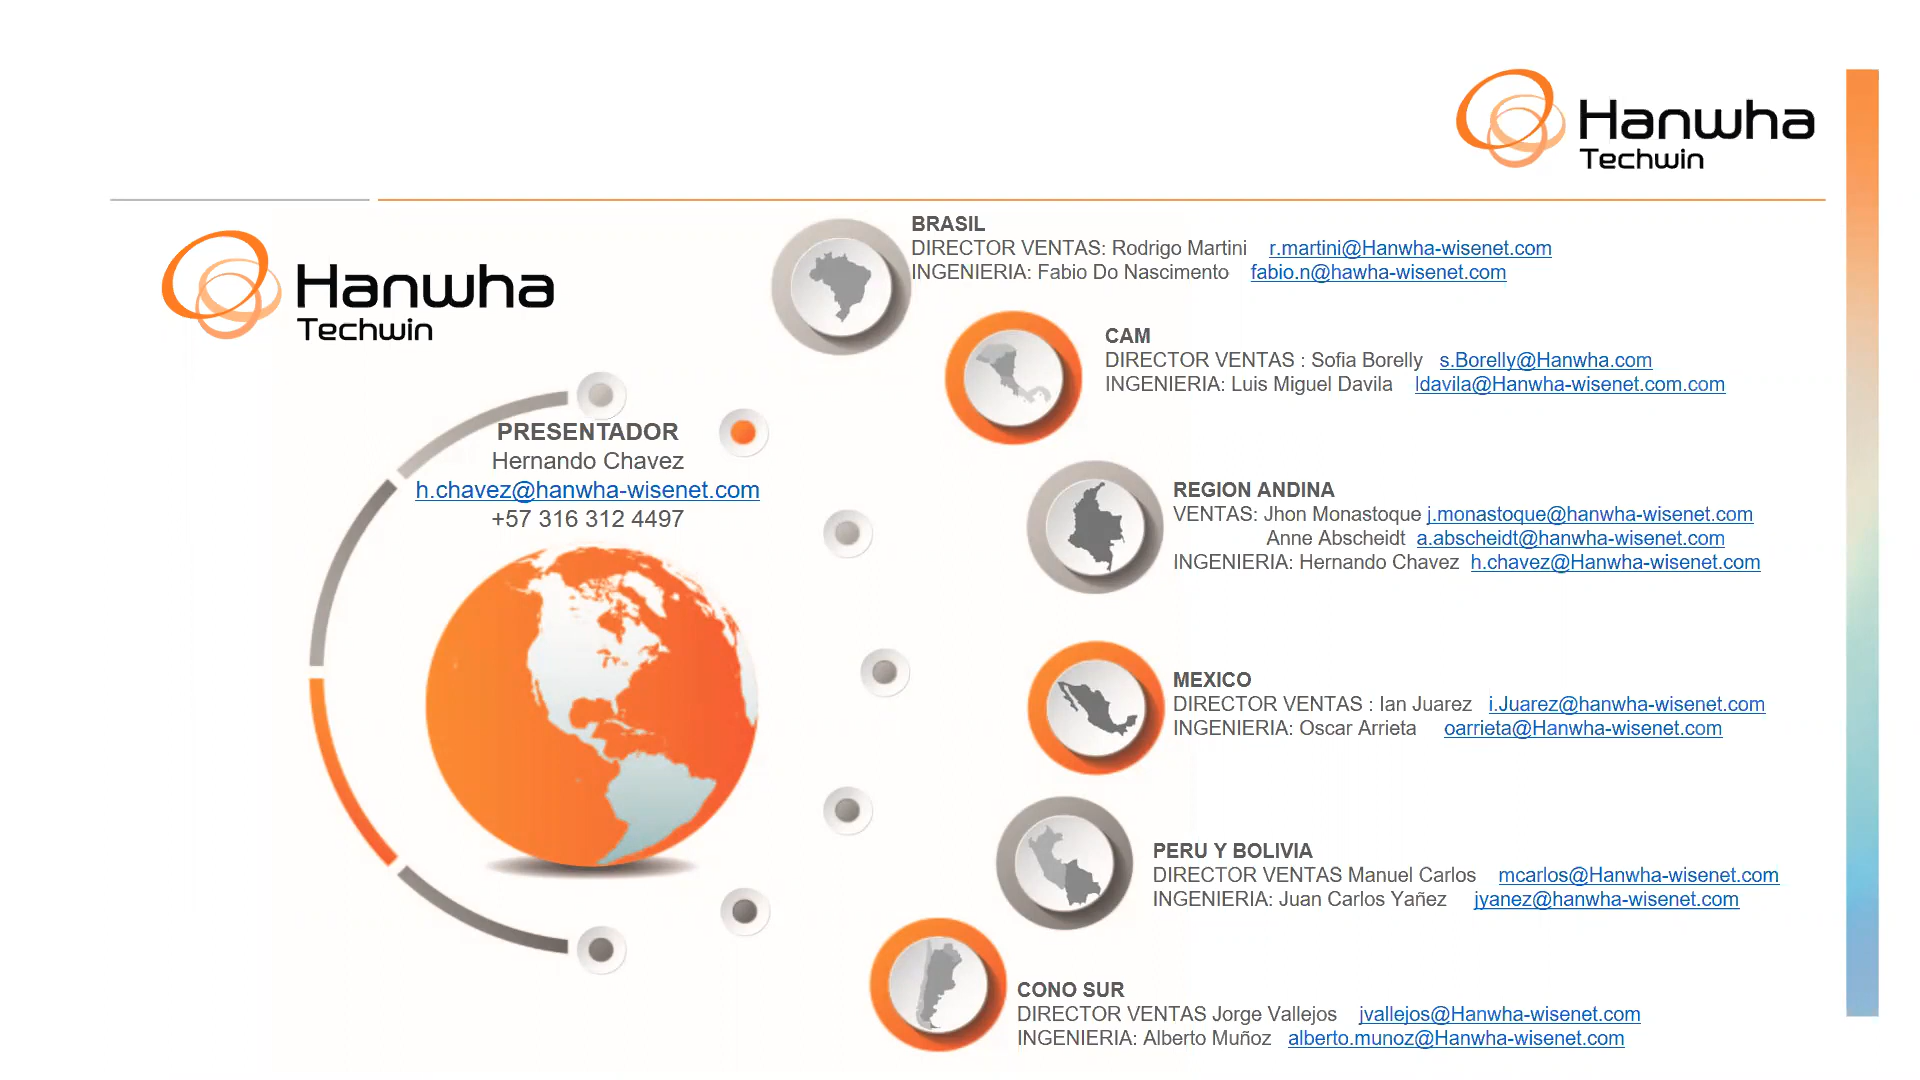 Hanwha
Techwin
Hanwha
Techwin
PRESENTADOR
Hernando Chavez
h.chavez@hanwha-wisenet.com
+57 316 312 4497
BRASIL
DIRECTOR VENTAS: Rodrigo Martini r.martini@Hanwha-wisenet.com
INGENIERIA: Fabio Do Nascimento fabio.n@hawha-wisenet.com
CAM
DIRECTOR VENTAS : Sofia Borelly s.Borelly@Hanwha.com
INGENIERIA: Luis Miguel Davila ldavila@Hanwha-wisenet.com.com
REGION ANDINA
VENTAS: Jhon Monastoque j.monastoque@hanwha-wisenet.com
Anne Abscheidt a.abscheidt@hanwha-wisenet.com
INGENIERIA: Hernando Chavez h.chavez@Hanwha-wisenet.com
MEXICO
DIRECTOR VENTAS : Ian Juarez i.Juarez@hanwha-wisenet.com
INGENIERIA: Oscar Arrieta oarrieta@Hanwha-wisenet.com
PERU Y BOLIVIA
DIRECTOR VENTAS Manuel Carlos mcarlos@Hanwha-wisenet.com
INGENIERIA: Juan Carlos Yañez jyanez@hanwha-wisenet.com
CONO SUR
DIRECTOR VENTAS Jorge Vallejos jvallejos@Hanwha-wisenet.com
INGENIERIA: Alberto Muñoz alberto.munoz@Hanwha-wisenet.com